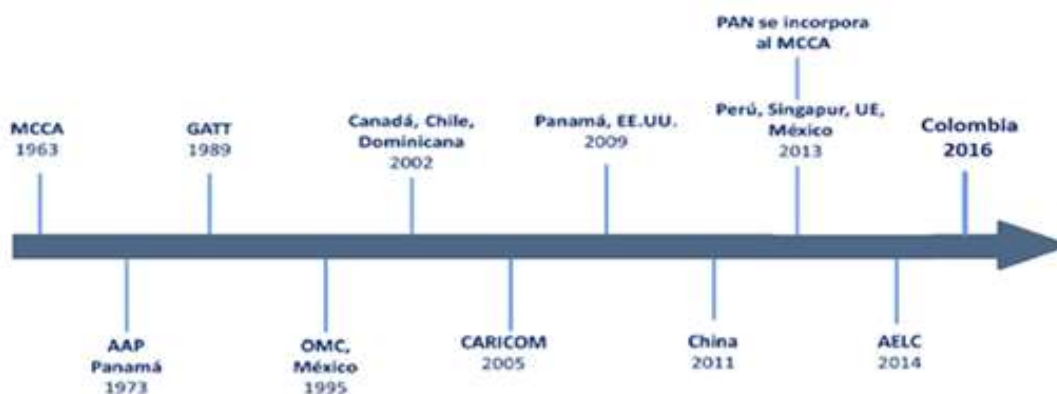 PAN se incorpora
al MCCA
MCCA
1963
GATT
1989
Canadá, Chile,
Dominicana
2002
Panamá, EE.UU.
2009
Perú, Singapur, UE,
México
2013
Colombia
2016
AAP
Panamá
1973
OMC,
México
1995
CARICOM
2005
China
2011
AELC
2014